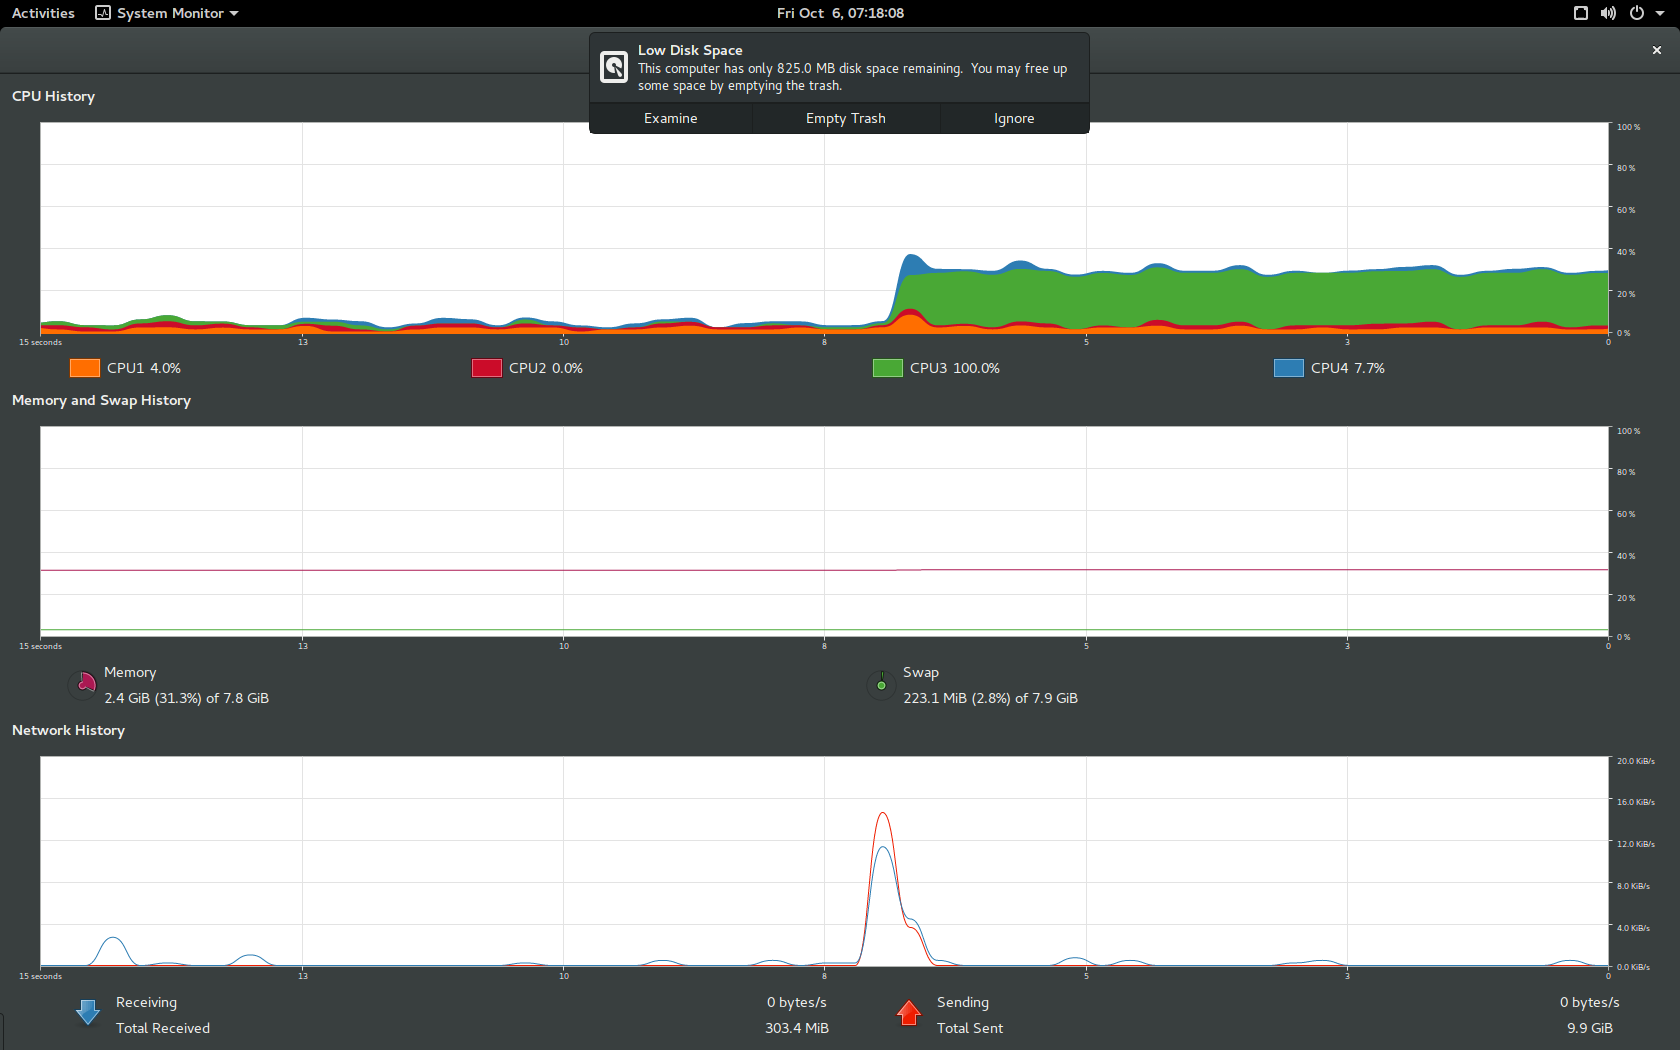 Activities System Monitor Fri Oct 6, 07:18:08
Low Disk Space
This computer has only 825.0 MB disk space remaining. You may free up
some space by emptying the trash.
Examine Empty Trash Ignore
CPU History
100 %
80 %
60 %
40 %
20 %
0 %
15 seconds 13 10 8 5 3 0
CPU1 4.0% CPU2 0.0% CPU3 100.0% CPU4 7.7%
Memory and Swap History
100 %
80 %
60 %
40 %
20 %
0 %
15 seconds 13 10 8 5 3 0
Memory Swap
2.4 GiB (31.3%) of 7.8 GiB 223.1 MiB (2.8%) of 7.9 GiB
Network History
20.0 KiB/s
16.0 KiB/s
12.0 KiB/s
8.0 KiB/s
4.0 KiB/s
0.0 KiB/s
15 seconds 13 10 8 5 3 0
Receiving 0 bytes/s Sending 0 bytes/s
Total Received 303.4 MiB Total Sent 9.9 GiB